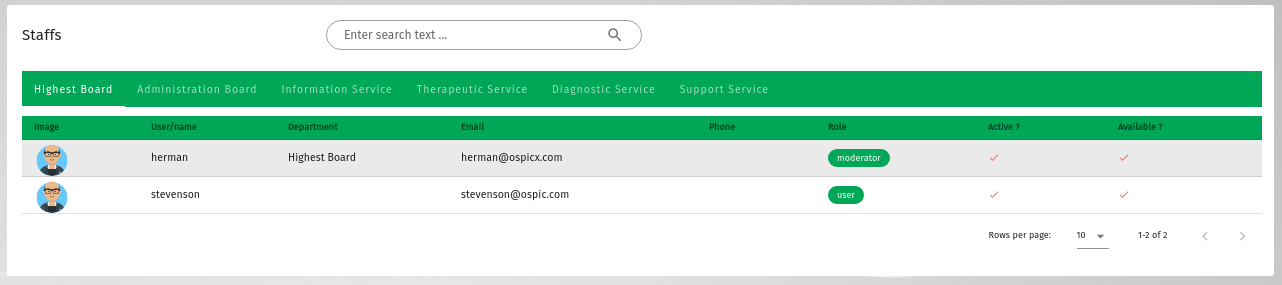 Staffs
Enter search text ...
Highest Board Administration Board Information Service Therapeutic Service Diagnostic Service Support Service
Image User/name Department Email Phone Role Active ? Available ?
herman Highest Board herman@ospicx.com moderator
stevenson stevenson@ospic.com user
Rows per page: 10 1-2 of 2